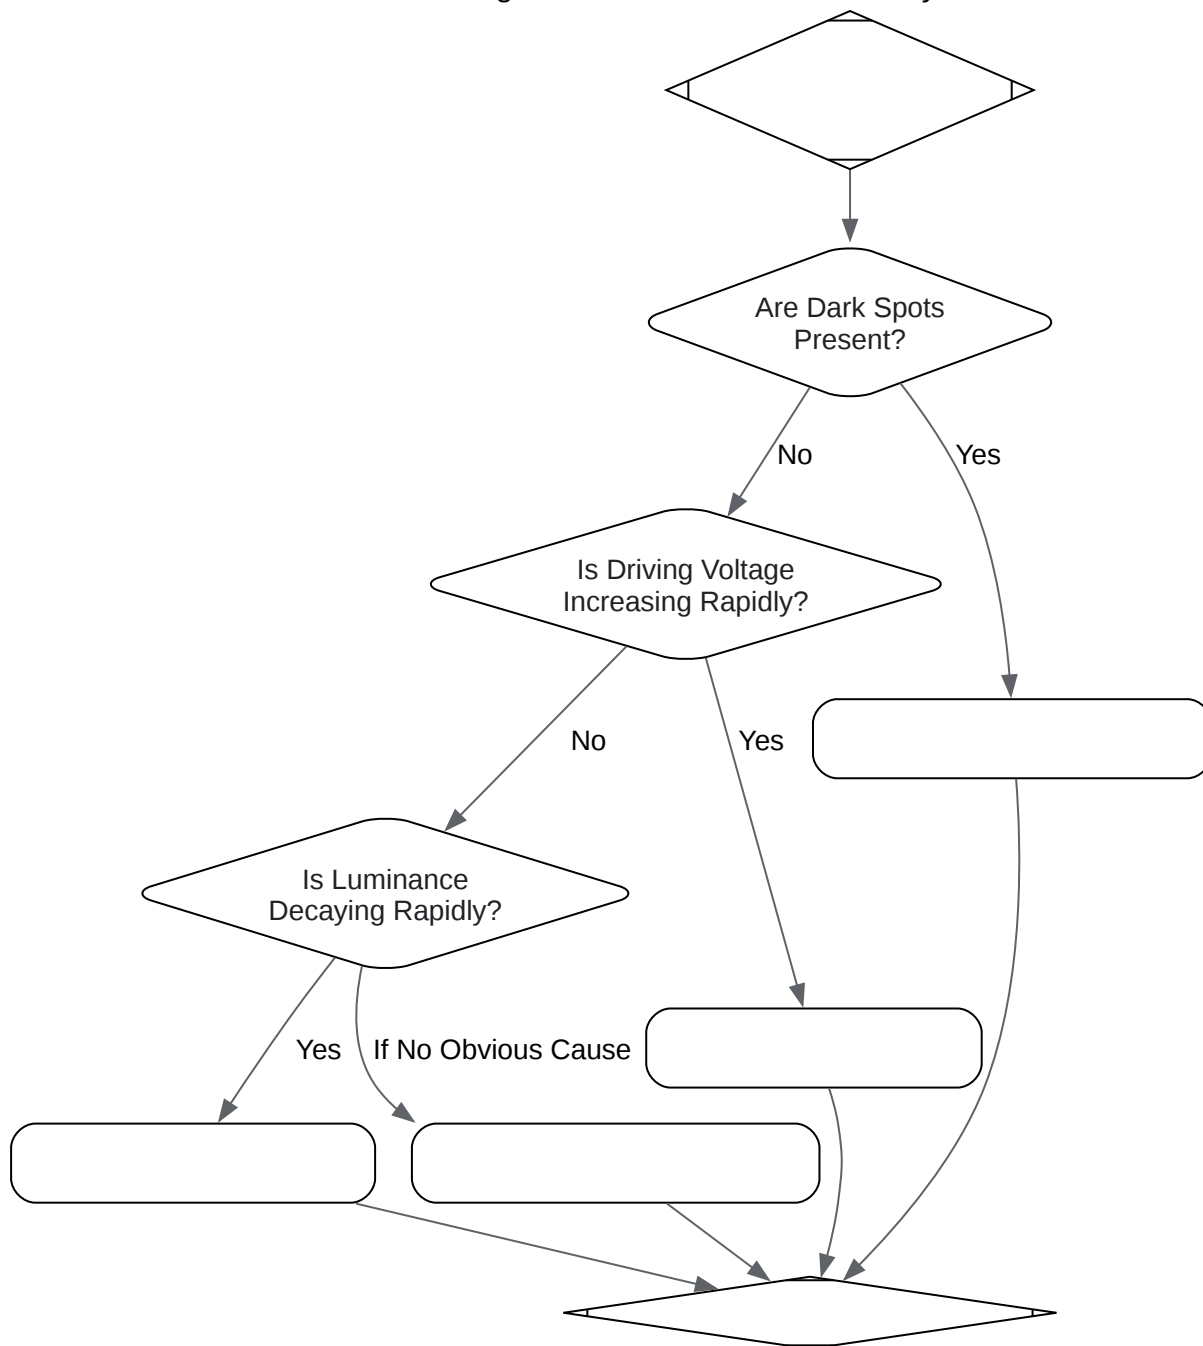 Are Dark Spots
Present?
No
Yes
Is Driving Voltage
Increasing Rapidly?
No
Yes
Is Luminance
Decaying Rapidly?
Yes
If No Obvious Cause